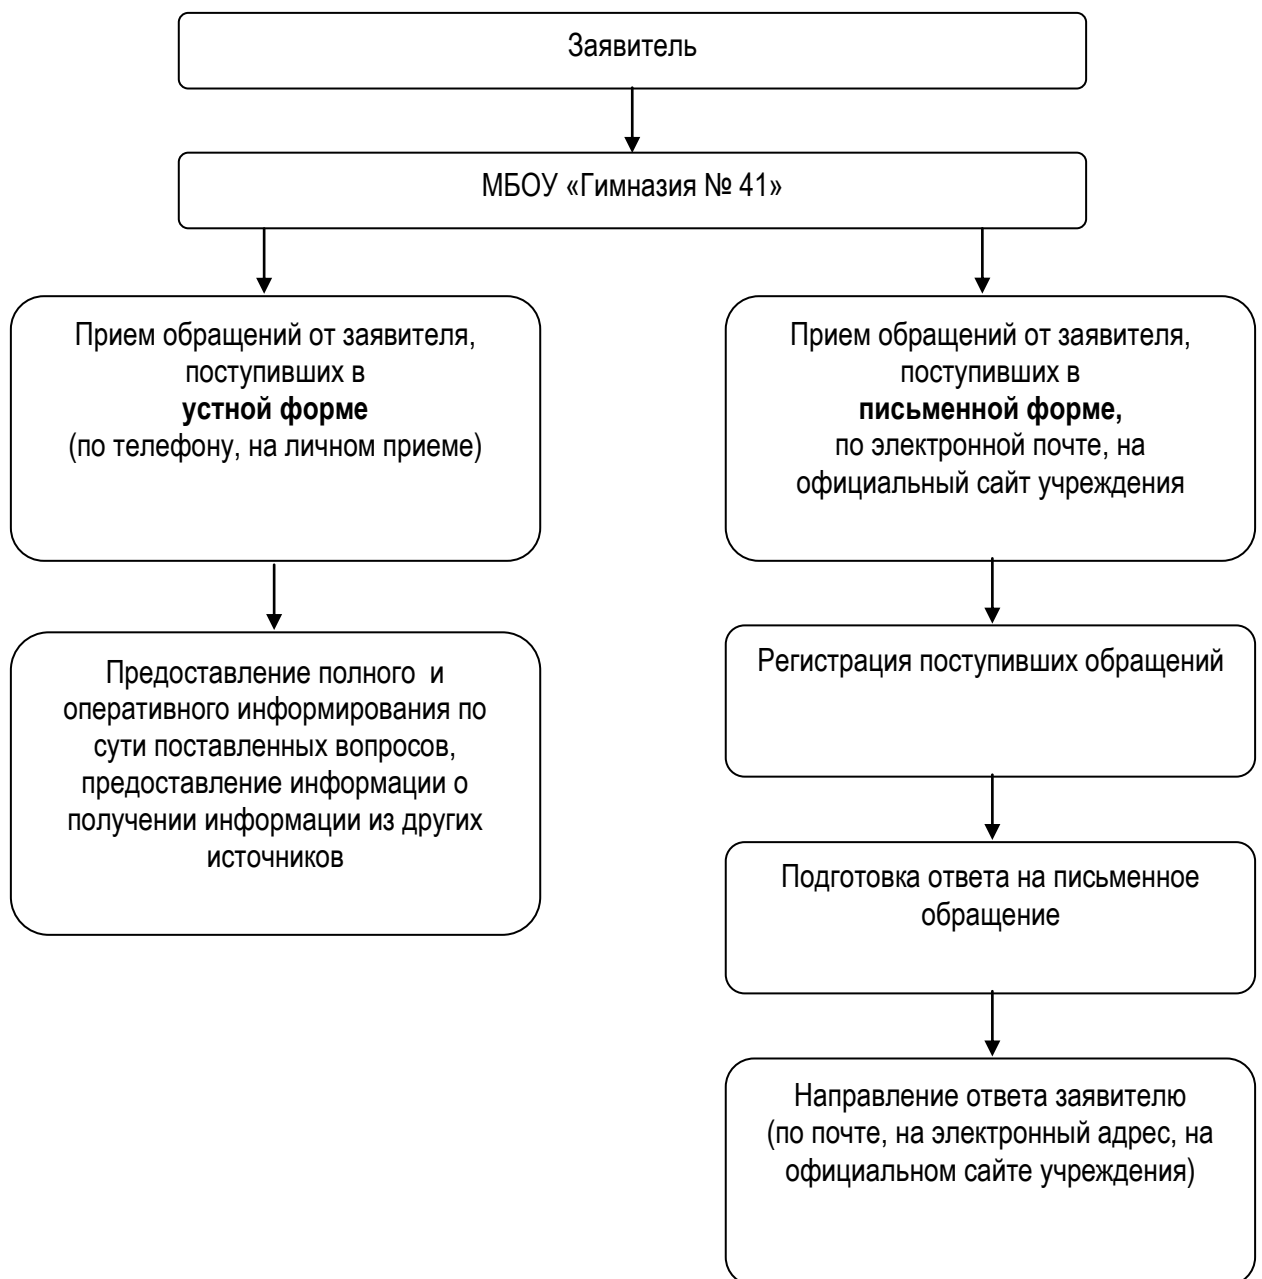 Заявитель
МБОУ «Гимназия № 41»
Прием обращений от заявителя,
поступивших в
устной форме
(по телефону, на личном приеме)
Прием обращений от заявителя,
поступивших в
письменной форме,
по электронной почте, на
официальный сайт учреждения
Предоставление полного и
оперативного информирования по
сути поставленных вопросов,
предоставление информации о
получении информации из других
источников
Регистрация поступивших обращений
Подготовка ответа на письменное
обращение
Направление ответа заявителю
(по почте, на электронный адрес, на
официальном сайте учреждения)